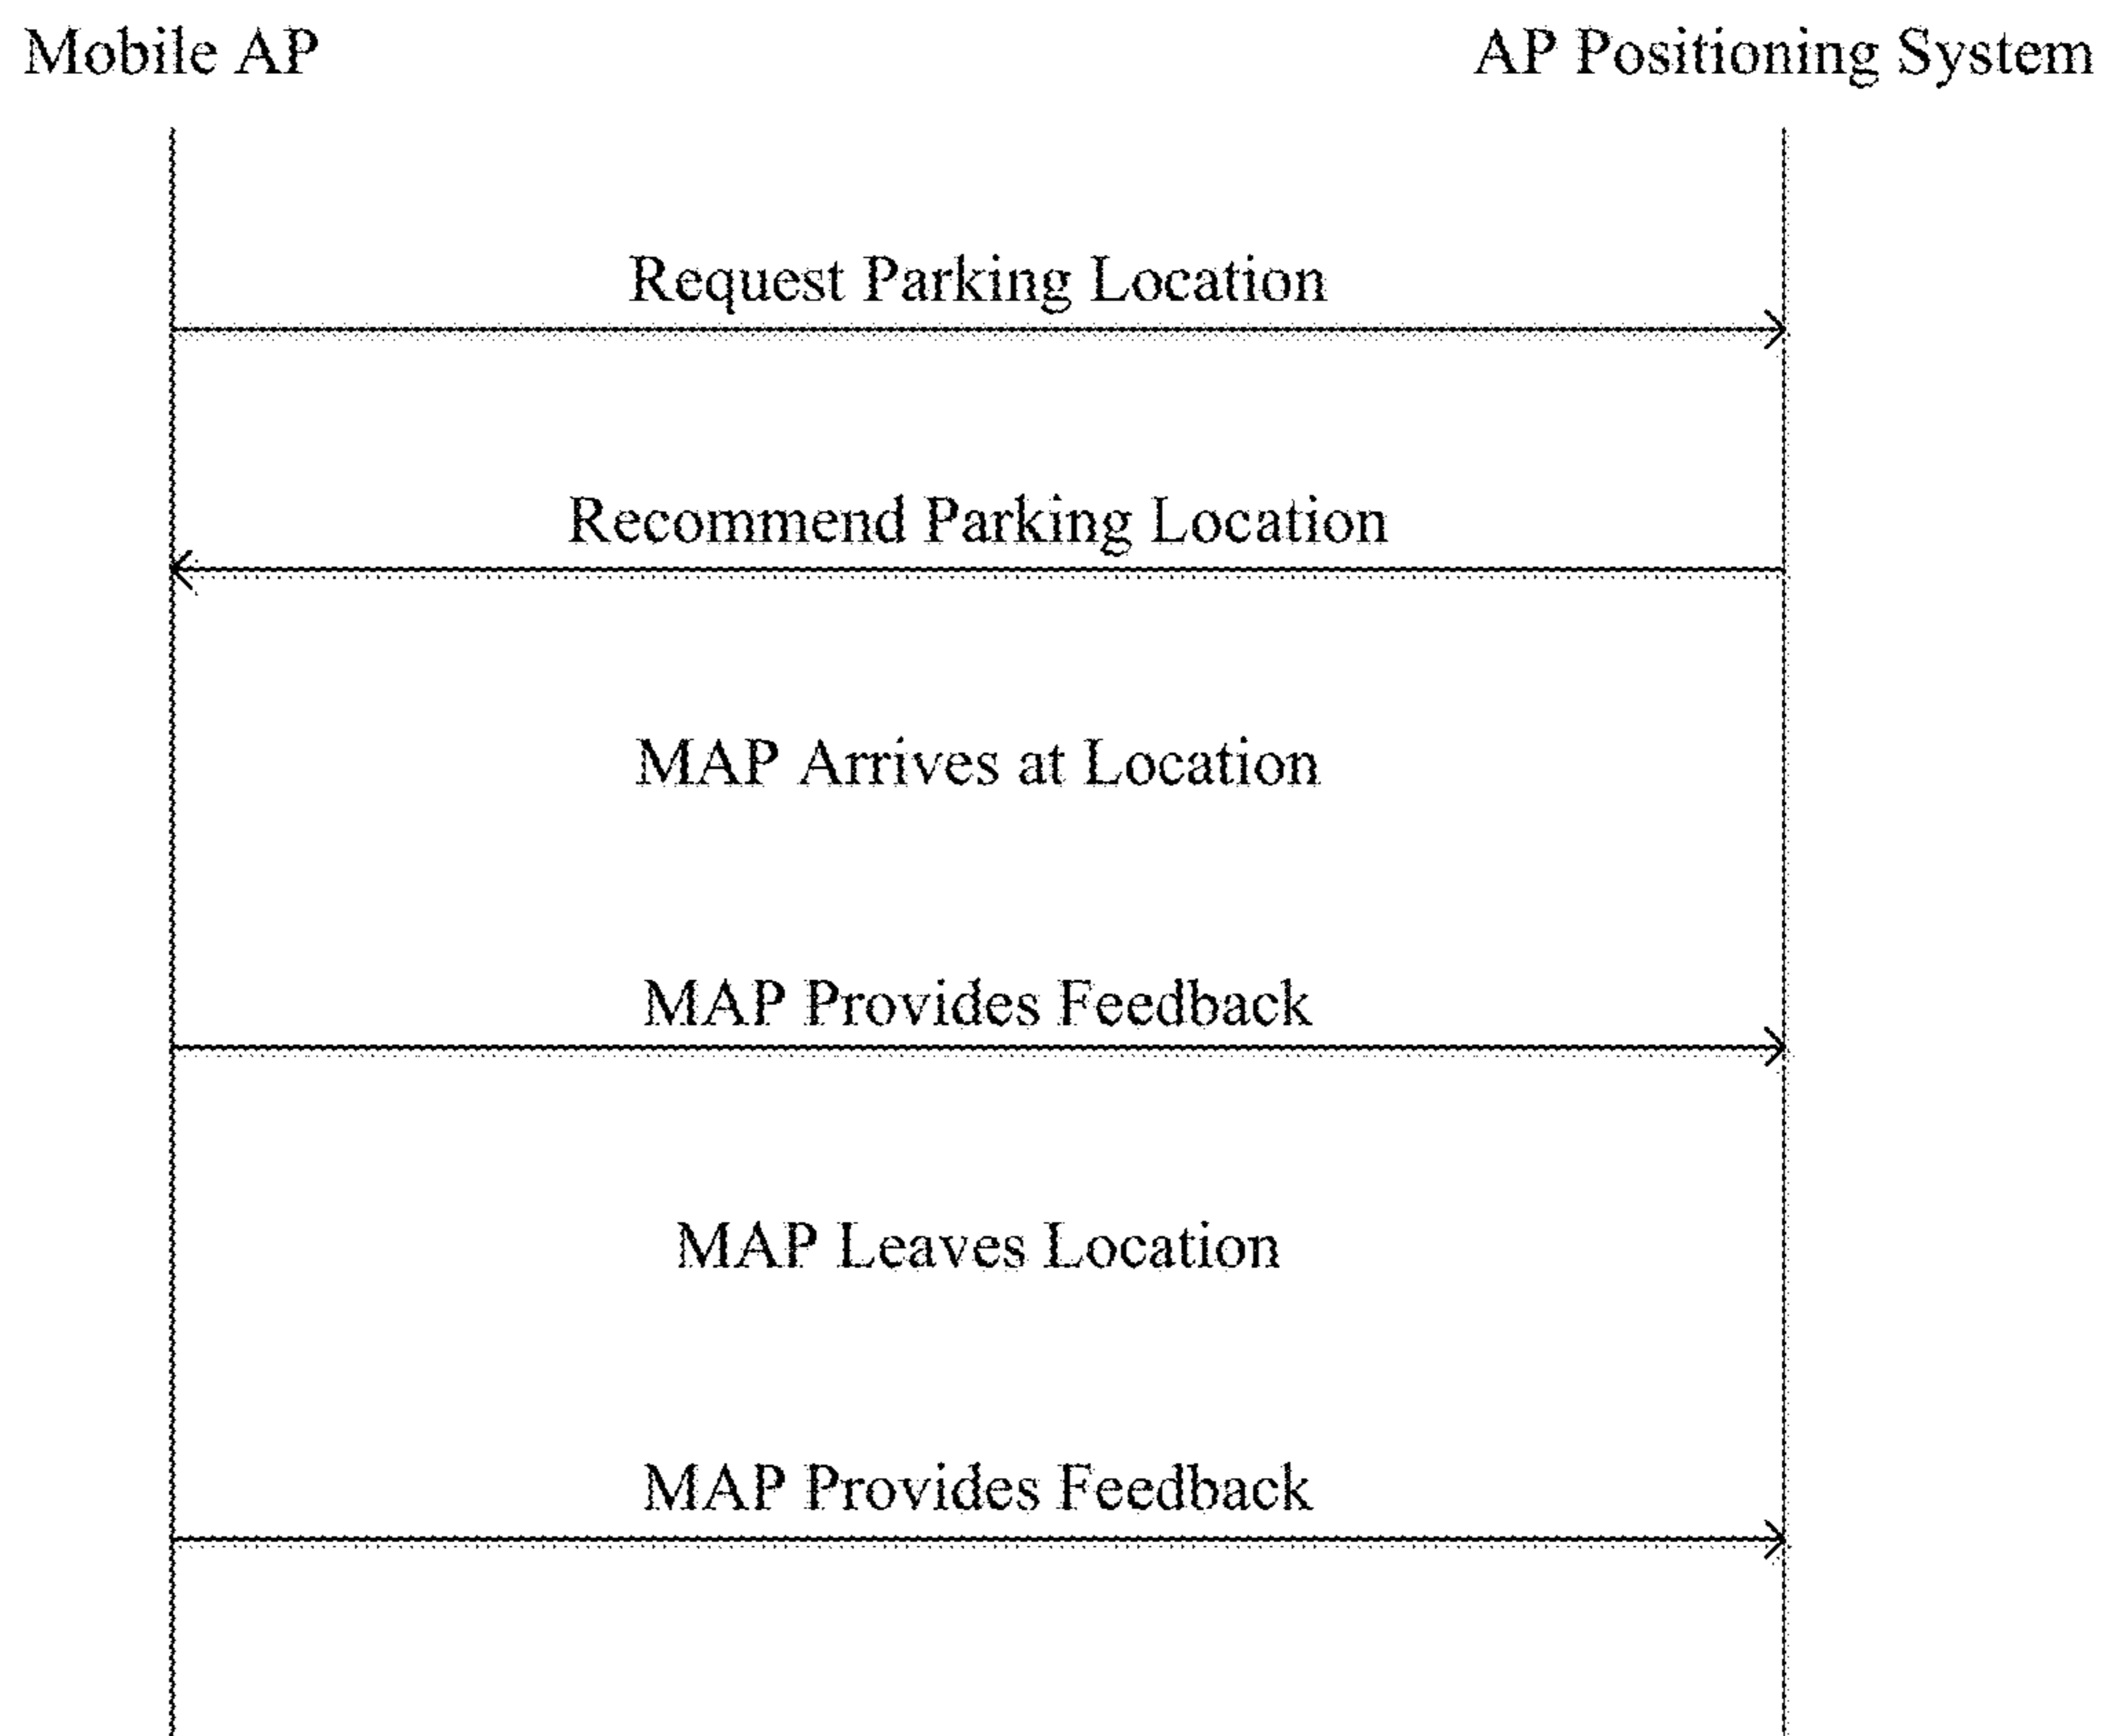 Mobile AP
AP Positioning System
Request Parking Location
Recommend Parking Location
MAP Arrives at Location
MAP Provides Feedback
MAP Leaves Location
MAP Provides Feedback